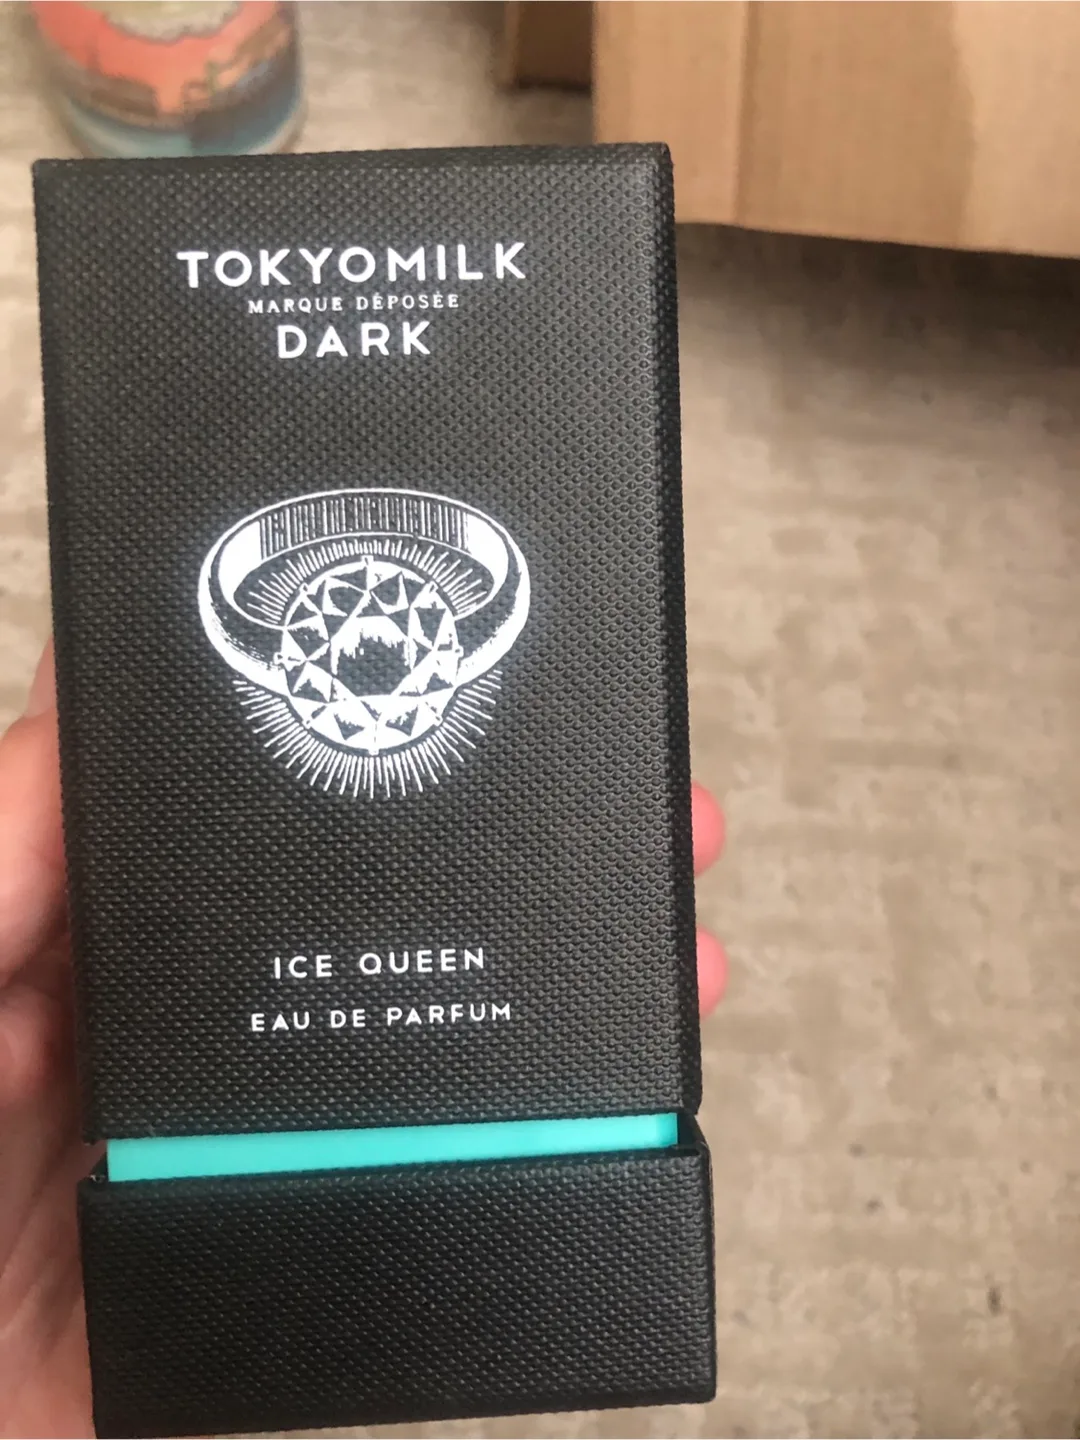 TOKYOMILK
MARQUE DÉPOSÉE
DARK
ICE QUEEN
EAU DE PARFUM